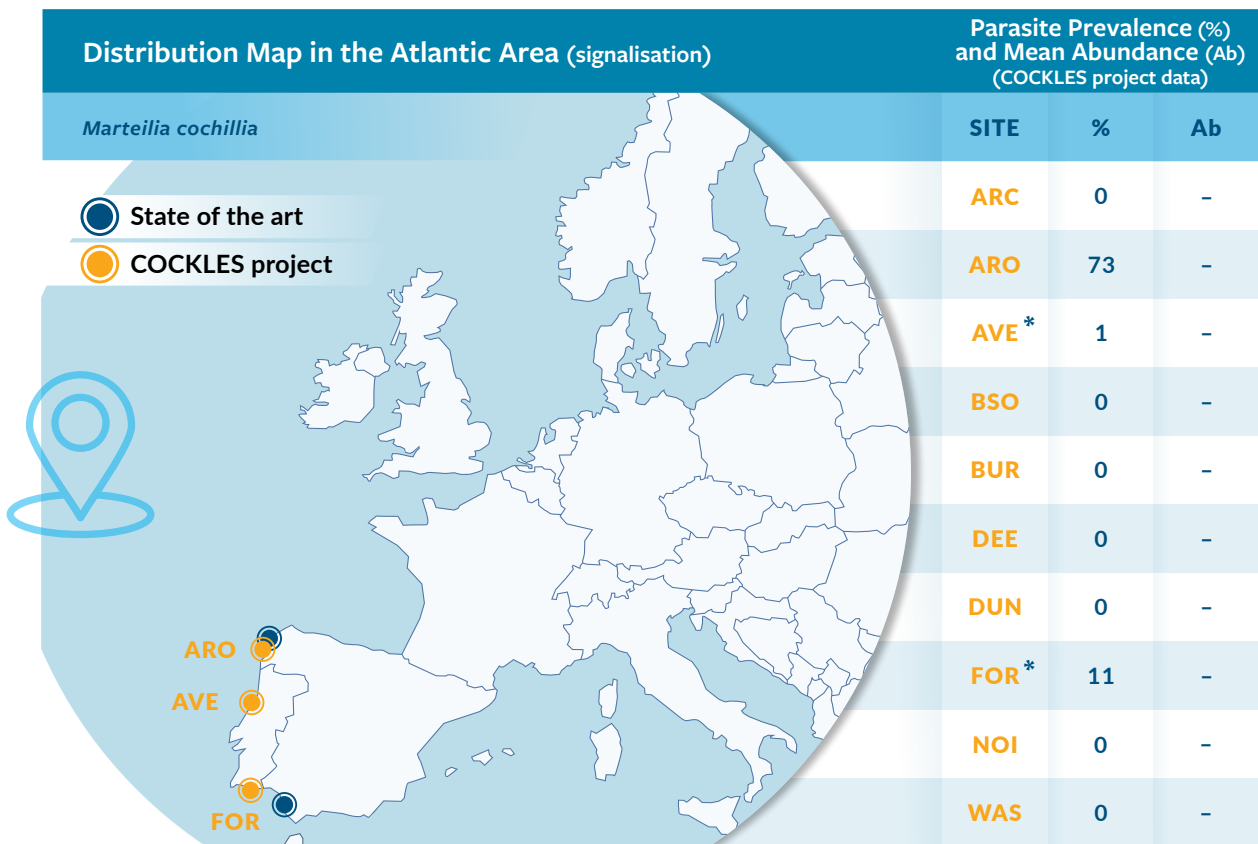 Distribution Map in the Atlantic Area (signalisation)
Parasite Prevalence (%)
and Mean Abundance (Ab)
(COCKLES project data)
Marteilia cochillia
SITE % Ab
State of the art
COCKLES project
ARO
AVE
FOR
ARC 0 –
ARO 73 –
AVE * 1 –
BSO 0 –
BUR 0 –
DEE 0 –
DUN 0 –
FOR * 11 –
NOI 0 –
WAS 0 –